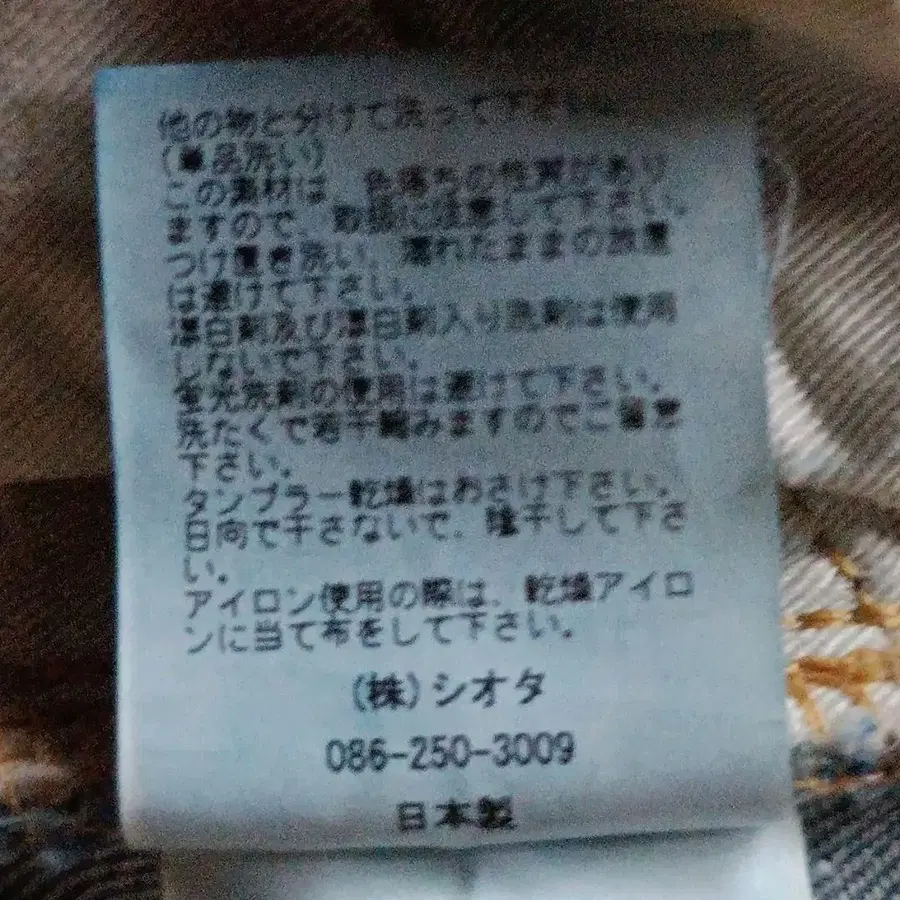 他の物と分けて洗って下さい
(単品洗い)
この素材は、色落ちの性質があり
ますので、取扱に注意して下さい。
つけ置き洗い、濡れたままの放置
は避けて下さい。
漂白剤及び漂白剤入り洗剤は使用
しないで下さい。
蛍光洗剤の使用は避けて下さい。
洗たくで若干縮みますのでご留意
下さい。
タンブラー乾燥はおさけ下さい。
日向で干さないで、陰干して下さ
い。
アイロン使用の際は、乾燥アイロ
ンに当て布をして下さい。
(株)シオタ
086-250-3009
日本製